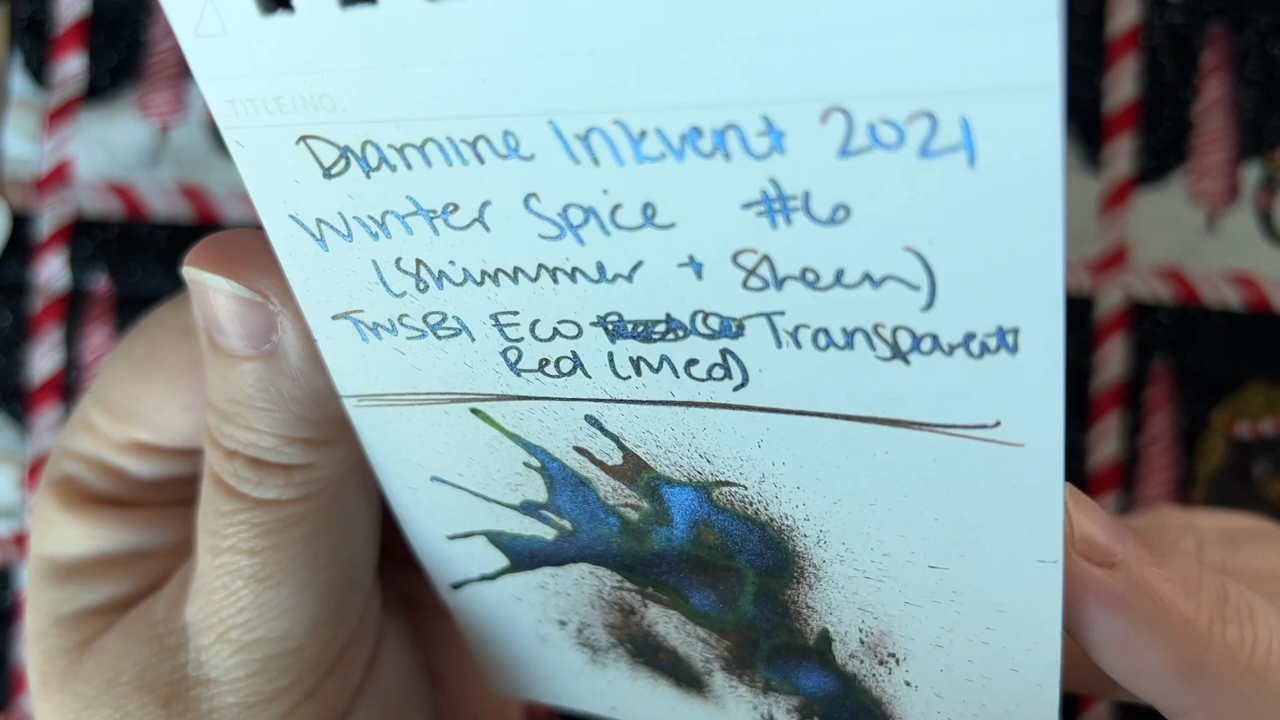 TITLE/NO.
Diamine Inkvent 2021
Winter Spice #6
(Shimmer + Sheen)
TWSBI Eco Transparent
Red (Med)